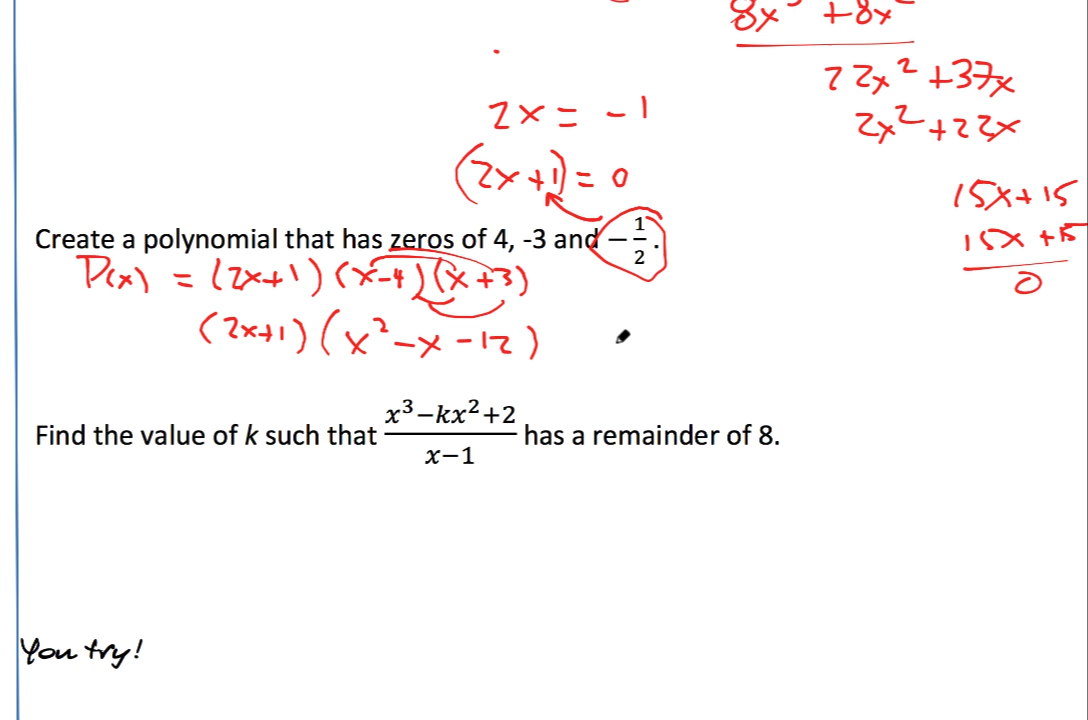 8x³ + 8x²
22x² + 37x
2x² + 22x
15x + 15
15x + 15
0
2x = -1
(2x + 1) = 0
Create a polynomial that has zeros of 4, -3 and −1/2.
P(x) = (2x+1)(x-4)(x+3)
(2x+1)(x² - x - 12)
Find the value of k such that (x³−kx²+2)/(x−1) has a remainder of 8.
You try!